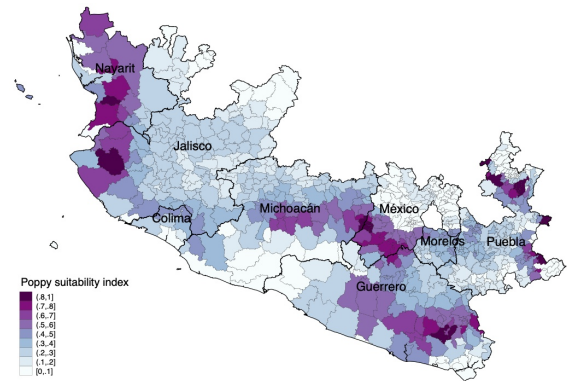 Nayarit
Jalisco
Colima
Michoacán
México
Morelos
Puebla
Guerrero
Poppy suitability index
(.8,1]
(.7,.8]
(.6,.7]
(.5,.6]
(.4,.5]
(.3,.4]
(.2,.3]
(.1,.2]
[0,.1]